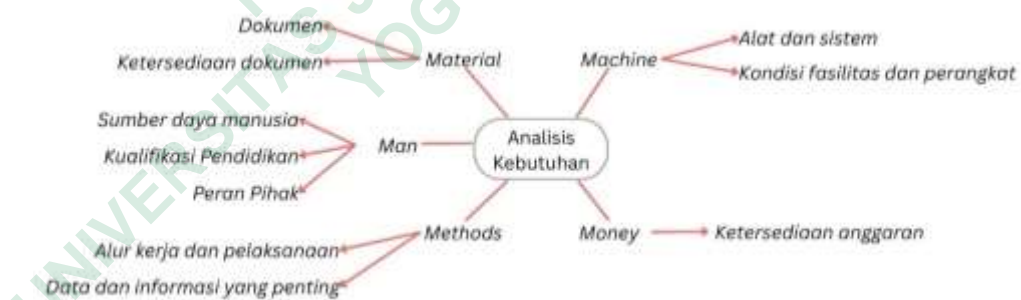 Dokumen
Ketersediaan dokumen
Material
Machine
Alat dan sistem
Kondisi fasilitas dan perangkat
Sumber daya manusia
Kualifikasi Pendidikan
Peran Pihak
Man
Analisis
Kebutuhan
Alur kerja dan pelaksanaan
Data dan informasi yang penting
Methods
Money
Ketersediaan anggaran
UNIVERSITAS